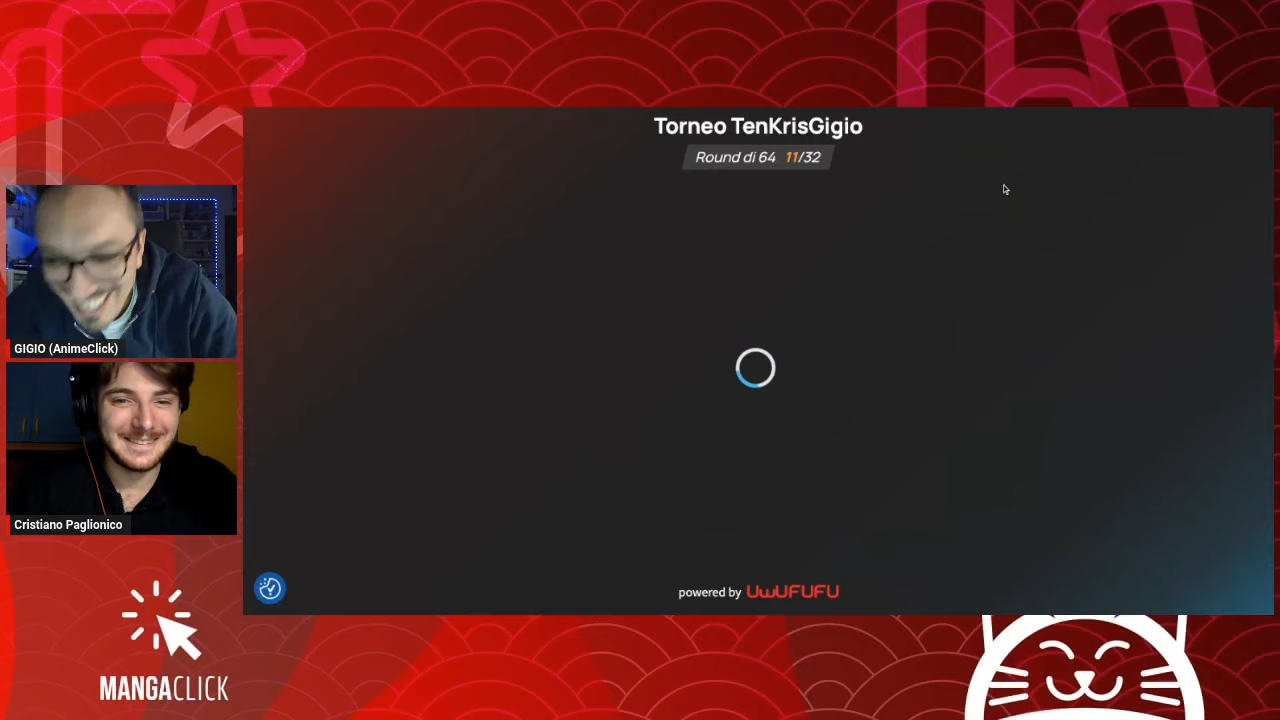 Torneo TenKrisGigio
Round di 64 11/32
GIGIO (AnimeClick)
Cristiano Paglionico
powered by UwUFUFU
MANGACLICK